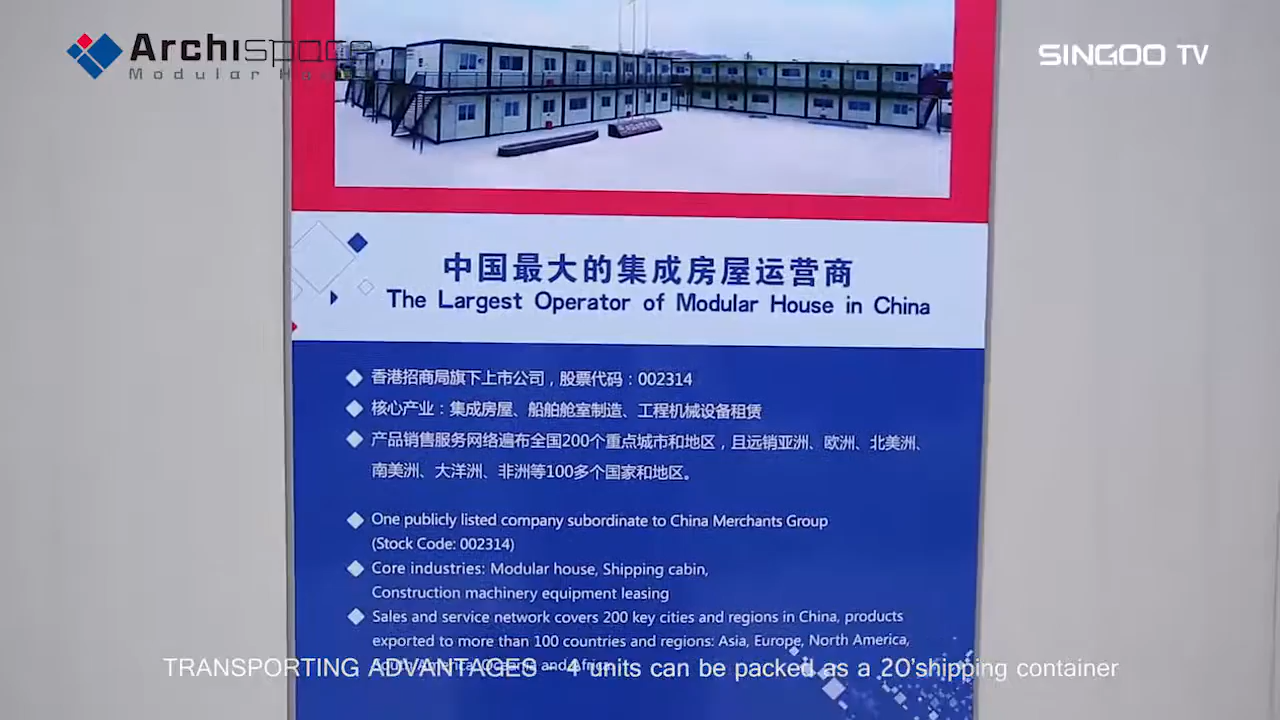 Archispace
Modular House
SINGOO TV
中国最大的集成房屋运营商
The Largest Operator of Modular House in China
香港招商局旗下上市公司，股票代码：002314
核心产业：集成房屋、船舶舱室制造、工程机械设备租赁
产品销售服务网络遍布全国200个重点城市和地区，且远销亚洲、欧洲、北美洲、
南美洲、大洋洲、非洲等100多个国家和地区。
One publicly listed company subordinate to China Merchants Group
(Stock Code: 002314)
Core industries: Modular house, Shipping cabin,
Construction machinery equipment leasing
Sales and service network covers 200 key cities and regions in China, products
exported to more than 100 countries and regions: Asia, Europe, North America,
South America, Oceania and Africa.
TRANSPORTING ADVANTAGES -- 4 units can be packed as a 20'shipping container